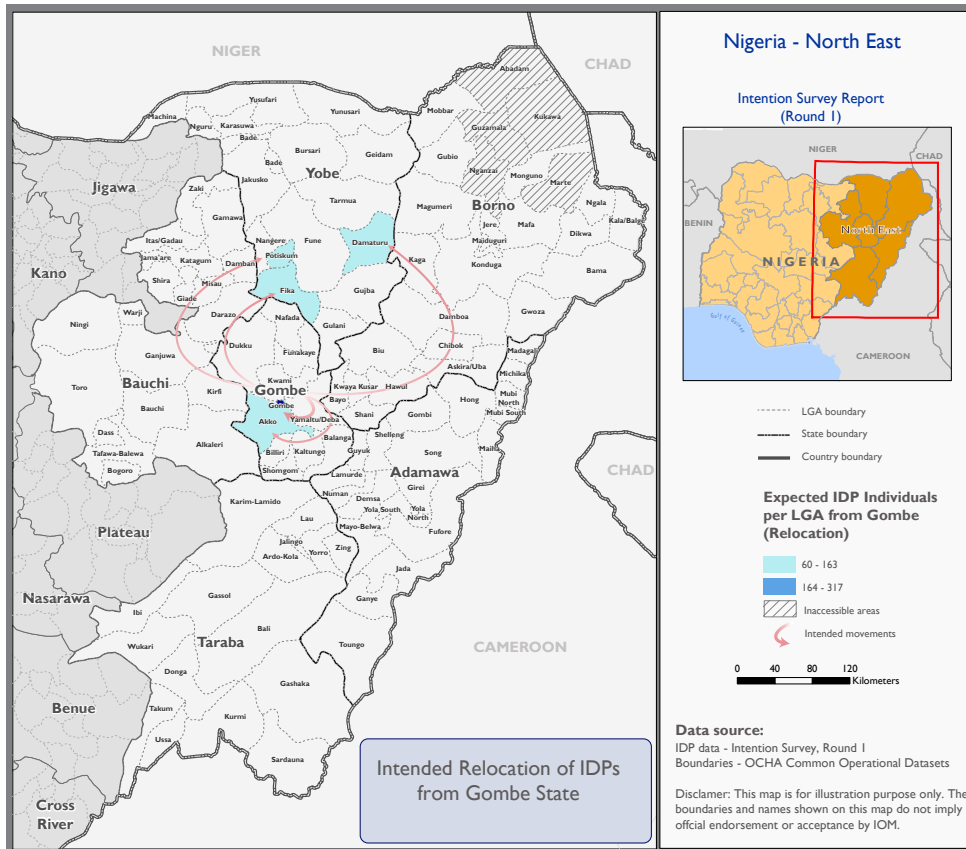 NIGER
CHAD
Abadam
Yusufari
Yunusari
Mobbar
Kukawa
Machina
Nguru
Karasuwa
Guzamala
Bade
Bursari
Geidam
Gubio
Jigawa
Bade
Yobe
Nganzai
Monguno
Zaki
Jakusko
Marte
Tarmua
Magumeri
Borno
Ngala
Gamawa
Jere
Mafa
Kala/Balge
Itas/Gadau
Nangere
Fune
Damaturu
Maiduguri
Dikwa
Jama'are
Potiskum
Kaga
Kano
Katagum
Damban
Konduga
Bama
Shira
Misau
Fika
Gujba
Giade
Warji
Darazo
Nafada
Gwoza
Ningi
Gulani
Damboa
Dukku
Funakaye
Chibok
Ganjuwa
Biu
Madagali
Askira/Uba
Michika
Bauchi
Kwami
Toro
Gombe
Kwaya Kusar
Hawul
Kirfi
Bayo
Hong
Mubi
North
Bauchi
Gombe
Shani
Gombi
Mubi South
Akko
Yamaltu/Deba
Dass
Balanga
Shelleng
Alkaleri
Billiri
Kaltungo
Guyuk
Song
Maiha
Tafawa-Balewa
Bogoro
Shomgom
Lamurde
Adamawa
CHAD
Karim-Lamido
Numan
Demsa
Girei
Yola South
Yola
North
Plateau
Lau
Mayo-Belwa
Fufore
Jalingo
Zing
Ardo-Kola
Yorro
Jada
Nasarawa
Gassol
Ganye
Ibi
Taraba
Bali
Wukari
Toungo
CAMEROON
Donga
Gashaka
Benue
Takum
Kurmi
Ussa
Sardauna
Cross
River
Intended Relocation of IDPs
from Gombe State
Nigeria - North East
Intention Survey Report
(Round 1)
NIGER
CHAD
BENIN
North East
NIGERIA
Gulf of Guinea
CAMEROON
LGA boundary
State boundary
Country boundary
Expected IDP Individuals
per LGA from Gombe
(Relocation)
60 - 163
164 - 317
Inaccessible areas
Intended movements
0 40 80 120
Kilometers
Data source:
IDP data - Intention Survey, Round 1
Boundaries - OCHA Common Operational Datasets
Disclamer: This map is for illustration purpose only. The
boundaries and names shown on this map do not imply
offcial endorsement or acceptance by IOM.